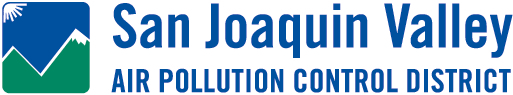 San Joaquin Valley
AIR POLLUTION CONTROL DISTRICT